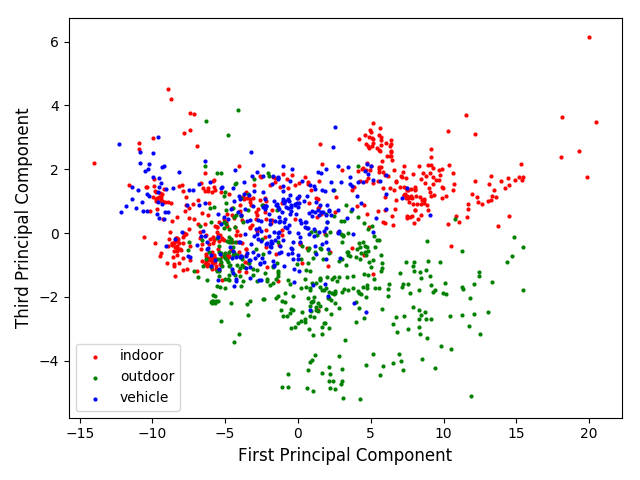 6
4
2
0
−2
−4
Third Principal Component
indoor
outdoor
vehicle
−15 −10 −5 0 5 10 15 20
First Principal Component